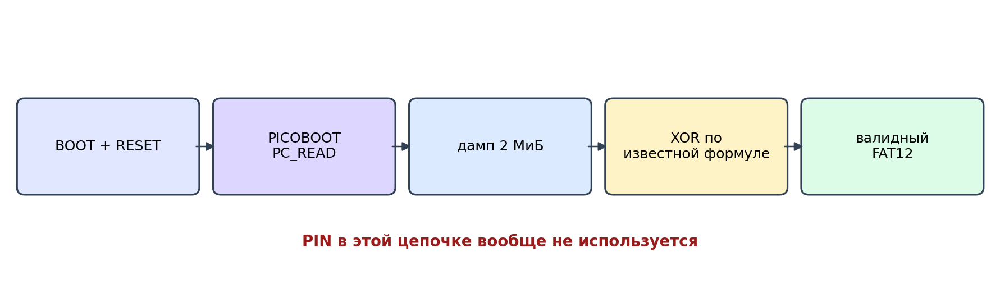 BOOT + RESET
PICOBOOT
PC_READ
дамп 2 МиБ
XOR по
известной формуле
валидный
FAT12
PIN в этой цепочке вообще не используется